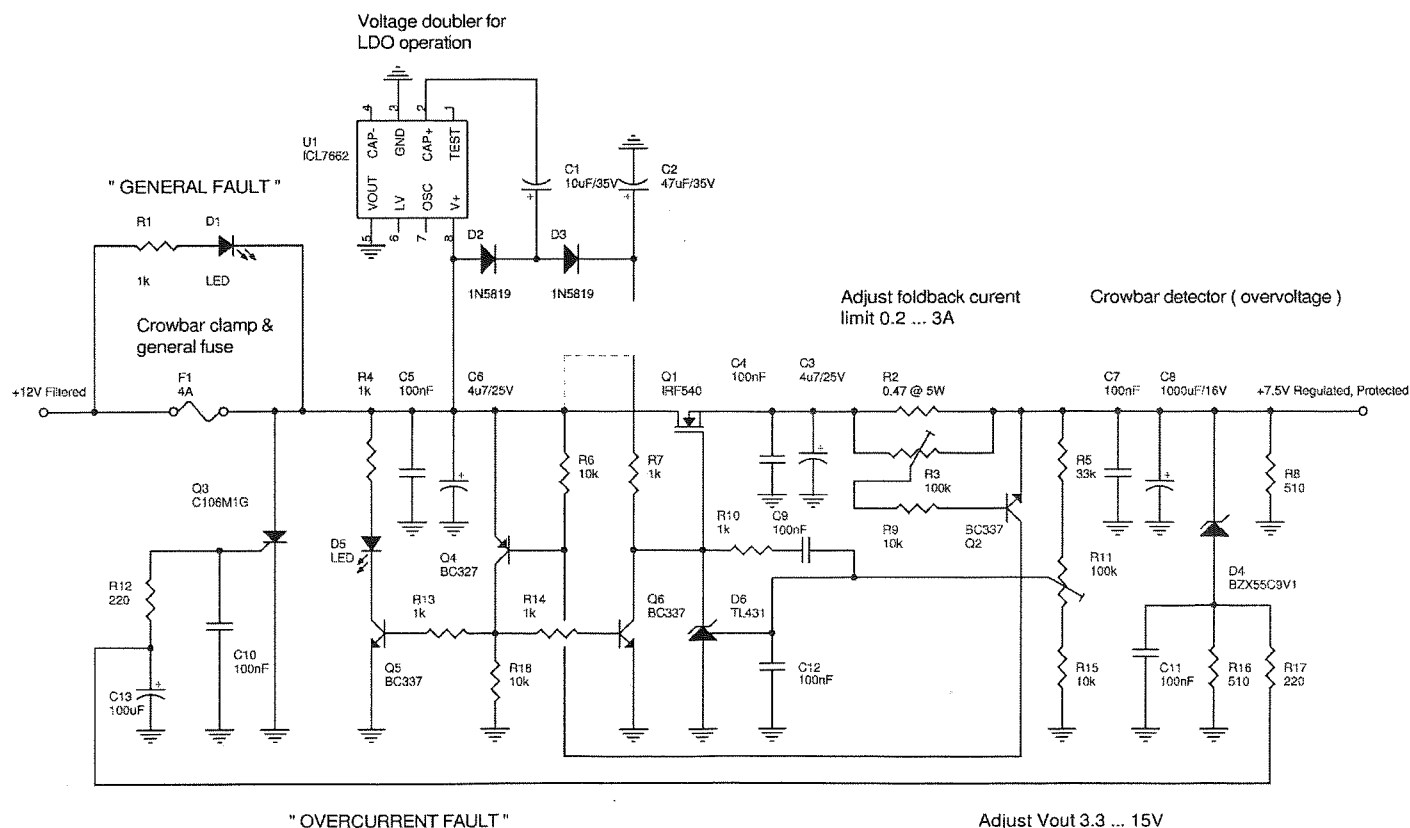 Voltage doubler for
LDO operation
4
3
2
1
CAP-
GND
CAP+
TEST
U1
ICL7662
VOUT
LV
OSC
V+
5
6
7
8
C1
10uF/35V
C2
47uF/35V
" GENERAL FAULT "
R1
D1
1k
LED
D2
D3
1N5819
1N5819
Crowbar clamp &
general fuse
Adjust foldback curent
limit 0.2 ... 3A
Crowbar detector ( overvoltage )
+12V Filtered
F1
4A
R4
1k
C5
100nF
C6
4u7/25V
Q1
IRF540
C4
100nF
C3
4u7/25V
R2
0.47 @ 5W
C7
100nF
C8
1000uF/16V
+7.5V Regulated, Protected
R6
10k
R7
1k
R3
100k
R5
33k
R8
510
Q3
C106M1G
R10
1k
C9
100nF
R9
10k
BC337
Q2
D5
LED
Q4
BC327
R11
100k
D4
BZX55C9V1
R12
220
R13
1k
R14
1k
Q6
BC337
D6
TL431
C10
100nF
Q5
BC337
R18
10k
C12
100nF
R15
10k
C11
100nF
R16
510
R17
220
C13
100uF
" OVERCURRENT FAULT "
Adjust Vout 3.3 ... 15V